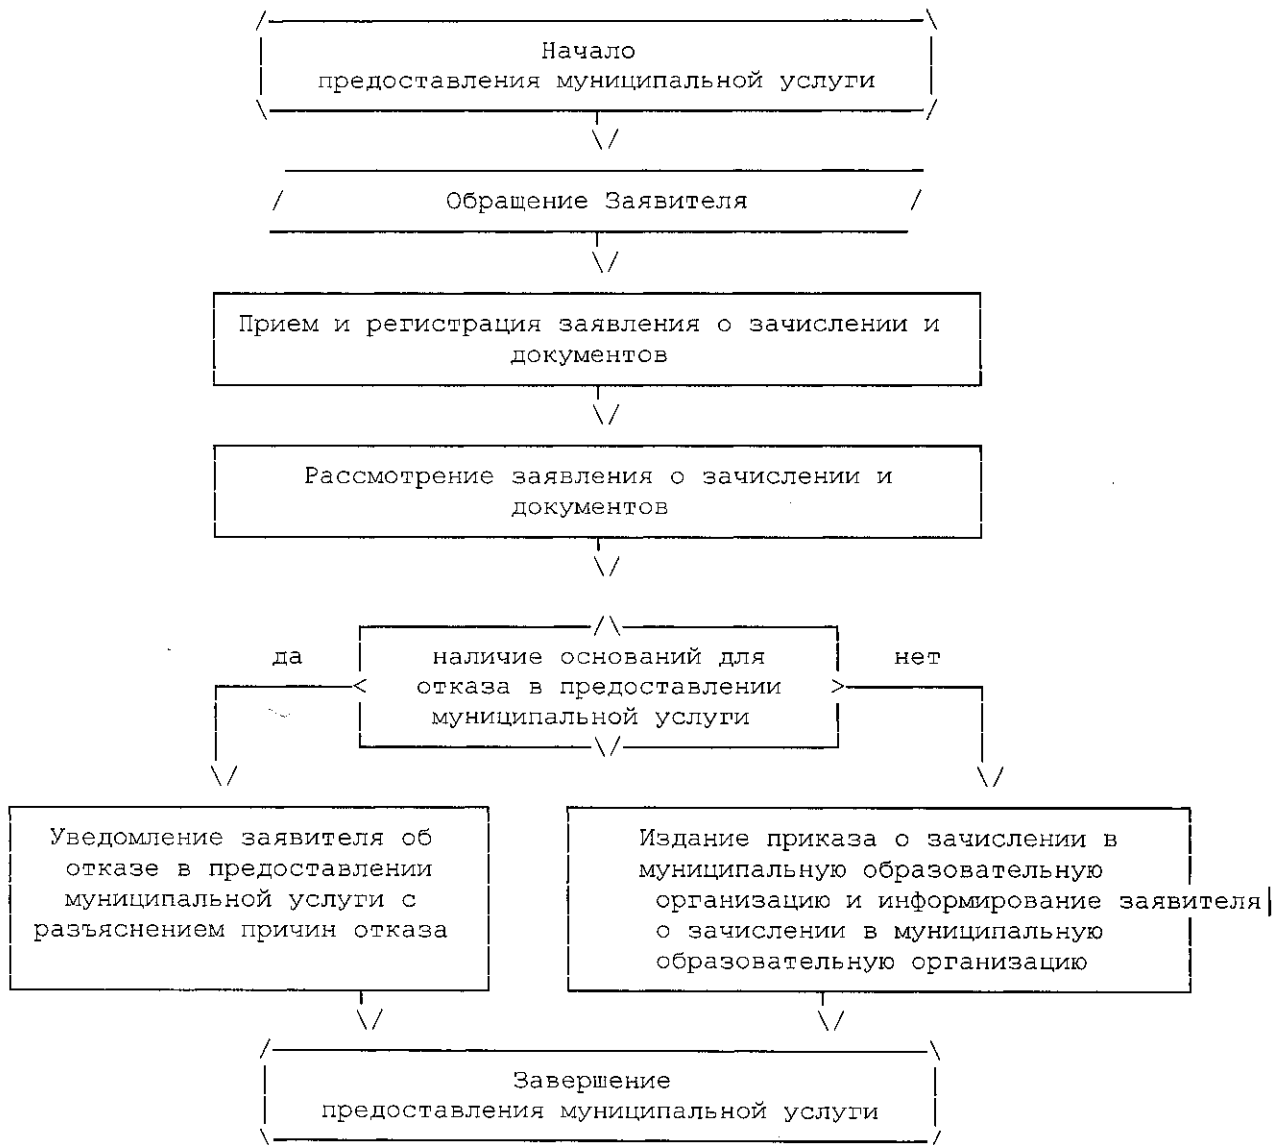 Начало
предоставления муниципальной услуги
Обращение Заявителя
Прием и регистрация заявления о зачислении и
документов
Рассмотрение заявления о зачислении и
документов
да
наличие оснований для
отказа в предоставлении
муниципальной услуги
нет
Уведомление заявителя об
отказе в предоставлении
муниципальной услуги с
разъяснением причин отказа
Издание приказа о зачислении в
муниципальную образовательную
организацию и информирование заявителя
о зачислении в муниципальную
образовательную организацию
Завершение
предоставления муниципальной услуги